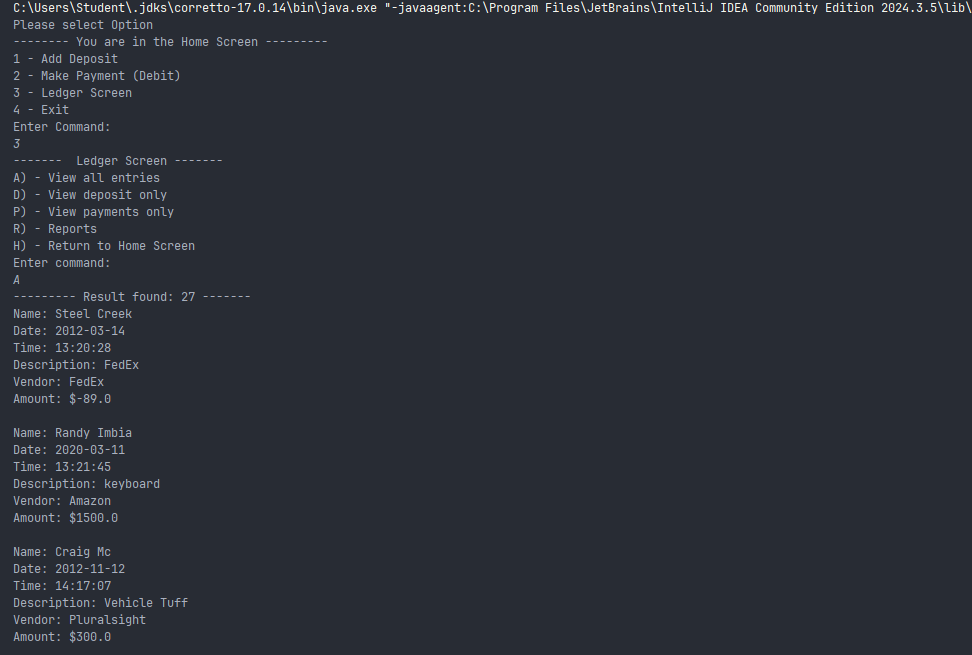 C:\Users\Student\.jdks\corretto-17.0.14\bin\java.exe "-javaagent:C:\Program Files\JetBrains\IntelliJ IDEA Community Edition 2024.3.5\lib\
Please select Option
-------- You are in the Home Screen ---------
1 - Add Deposit
2 - Make Payment (Debit)
3 - Ledger Screen
4 - Exit
Enter Command:
3
-------  Ledger Screen -------
A) - View all entries
D) - View deposit only
P) - View payments only
R) - Reports
H) - Return to Home Screen
Enter command:
A
--------- Result found: 27 -------
Name: Steel Creek
Date: 2012-03-14
Time: 13:20:28
Description: FedEx
Vendor: FedEx
Amount: $-89.0

Name: Randy Imbia
Date: 2020-03-11
Time: 13:21:45
Description: keyboard
Vendor: Amazon
Amount: $1500.0

Name: Craig Mc
Date: 2012-11-12
Time: 14:17:07
Description: Vehicle Tuff
Vendor: Pluralsight
Amount: $300.0